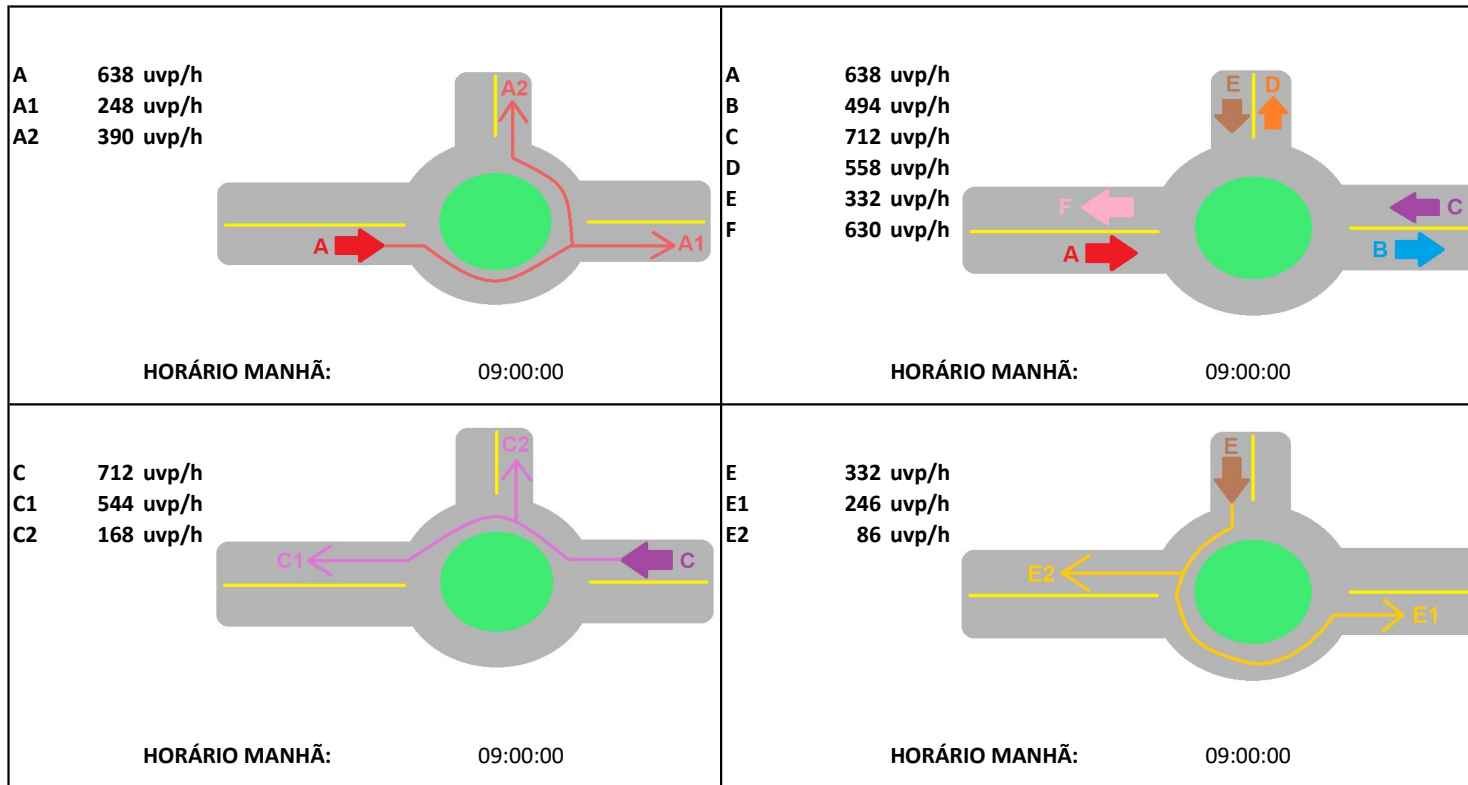 A 638 uvp/h
A1 248 uvp/h
A2 390 uvp/h
A2
A
A1
HORÁRIO MANHÃ: 09:00:00
A 638 uvp/h
B 494 uvp/h
C 712 uvp/h
D 558 uvp/h
E 332 uvp/h
F 630 uvp/h
E D
F
C
A
B
HORÁRIO MANHÃ: 09:00:00
C 712 uvp/h
C1 544 uvp/h
C2 168 uvp/h
C2
C1
C
HORÁRIO MANHÃ: 09:00:00
E 332 uvp/h
E1 246 uvp/h
E2 86 uvp/h
E
E2
E1
HORÁRIO MANHÃ: 09:00:00